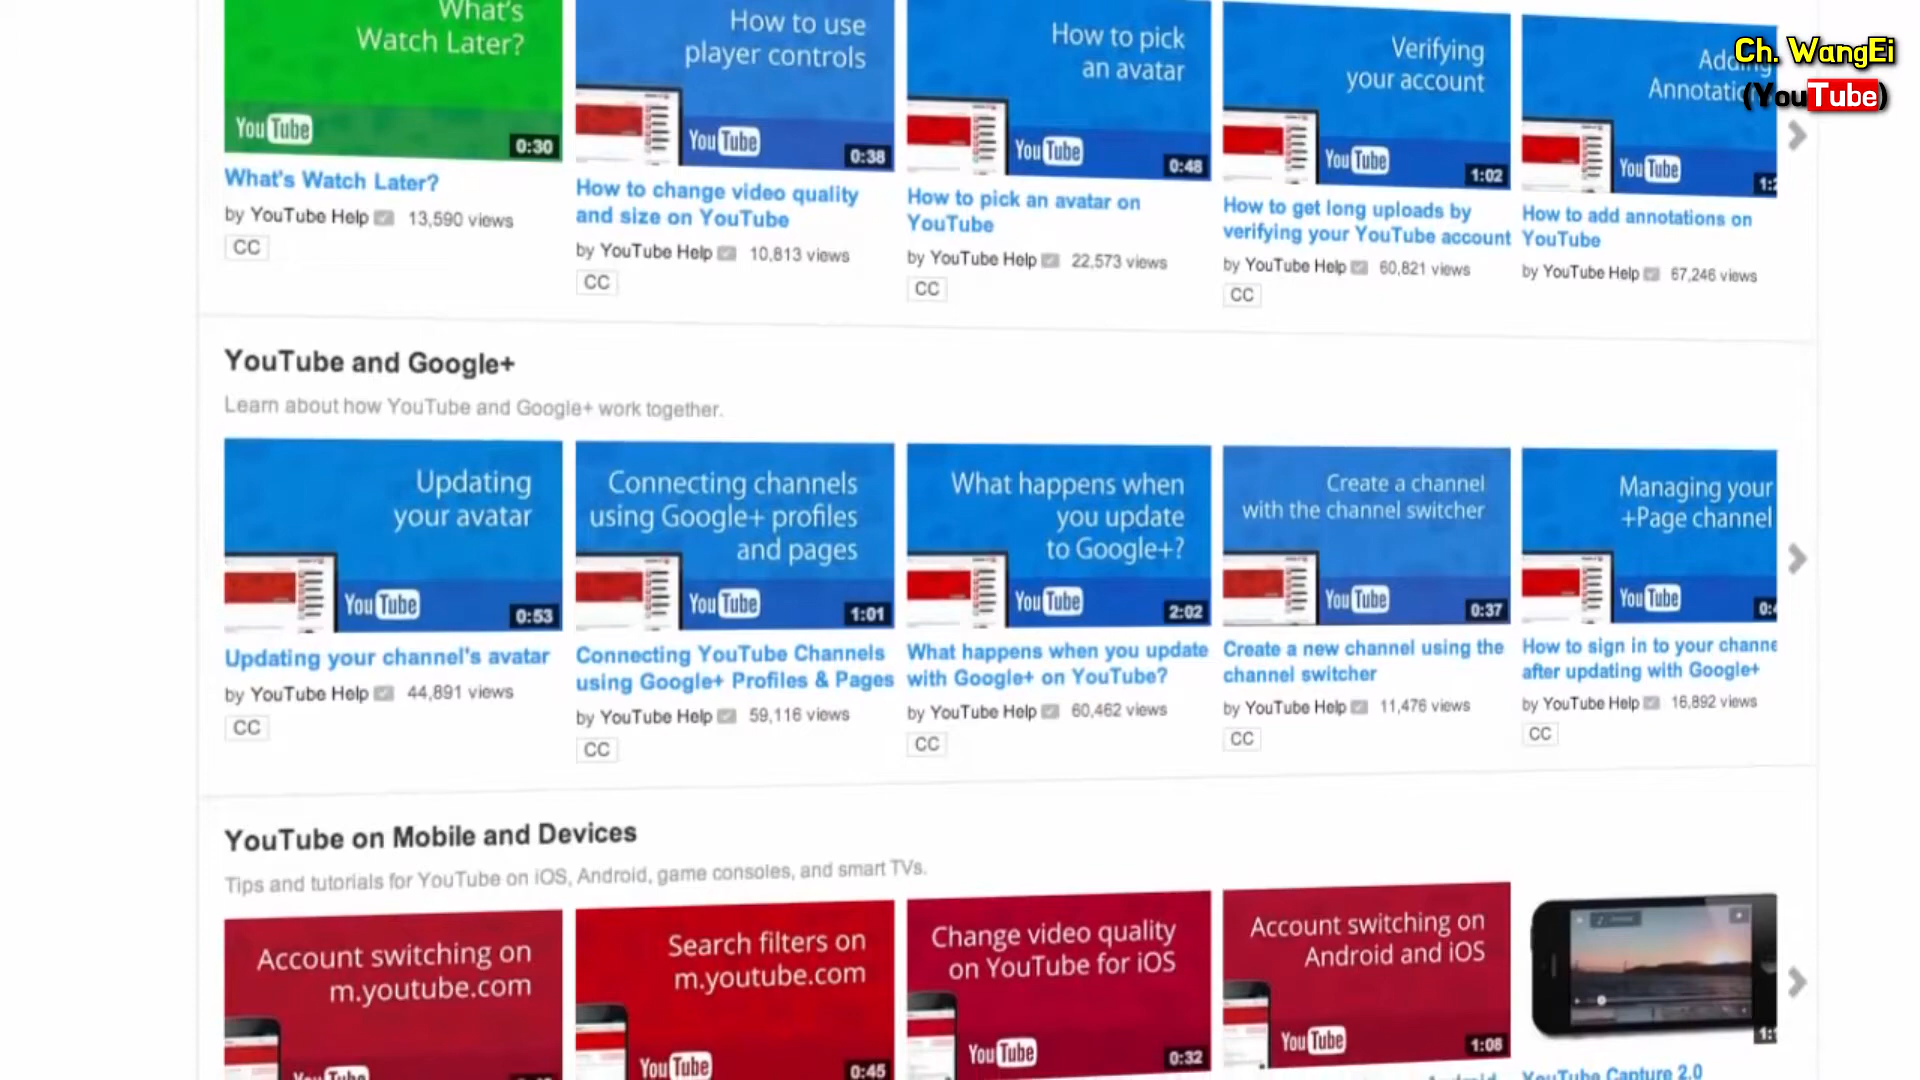 What's
Watch Later?
YouTube
0:30
How to use
player controls
YouTube
0:38
How to pick
an avatar
YouTube
0:48
Verifying
your account
YouTube
1:02
YouTube
Ch. WangEi
(YouTube)
What's Watch Later?
by YouTube Help 13,590 views
CC
How to change video quality
and size on YouTube
by YouTube Help 10,813 views
CC
How to pick an avatar on
YouTube
by YouTube Help 22,573 views
CC
How to get long uploads by
verifying your YouTube account
by YouTube Help 60,821 views
CC
How to add annotations on
YouTube
by YouTube Help 67,246 views
YouTube and Google+
Learn about how YouTube and Google+ work together.
Updating
your avatar
YouTube
0:53
Connecting channels
using Google+ profiles
and pages
YouTube
1:01
What happens when
you update
to Google+?
YouTube
2:02
Create a channel
with the channel switcher
YouTube
0:37
Managing your
+Page channel
YouTube
Updating your channel's avatar
by YouTube Help 44,891 views
CC
Connecting YouTube Channels
using Google+ Profiles & Pages
by YouTube Help 59,116 views
CC
What happens when you update
with Google+ on YouTube?
by YouTube Help 60,462 views
CC
Create a new channel using the
channel switcher
by YouTube Help 11,476 views
CC
How to sign in to your channe
after updating with Google+
by YouTube Help 16,892 views
CC
YouTube on Mobile and Devices
Tips and tutorials for YouTube on iOS, Android, game consoles, and smart TVs.
Account switching on
m.youtube.com
YouTube
Search filters on
m.youtube.com
YouTube
0:45
Change video quality
on YouTube for iOS
YouTube
0:32
Account switching on
Android and iOS
YouTube
1:08
YouTube Capture 2.0